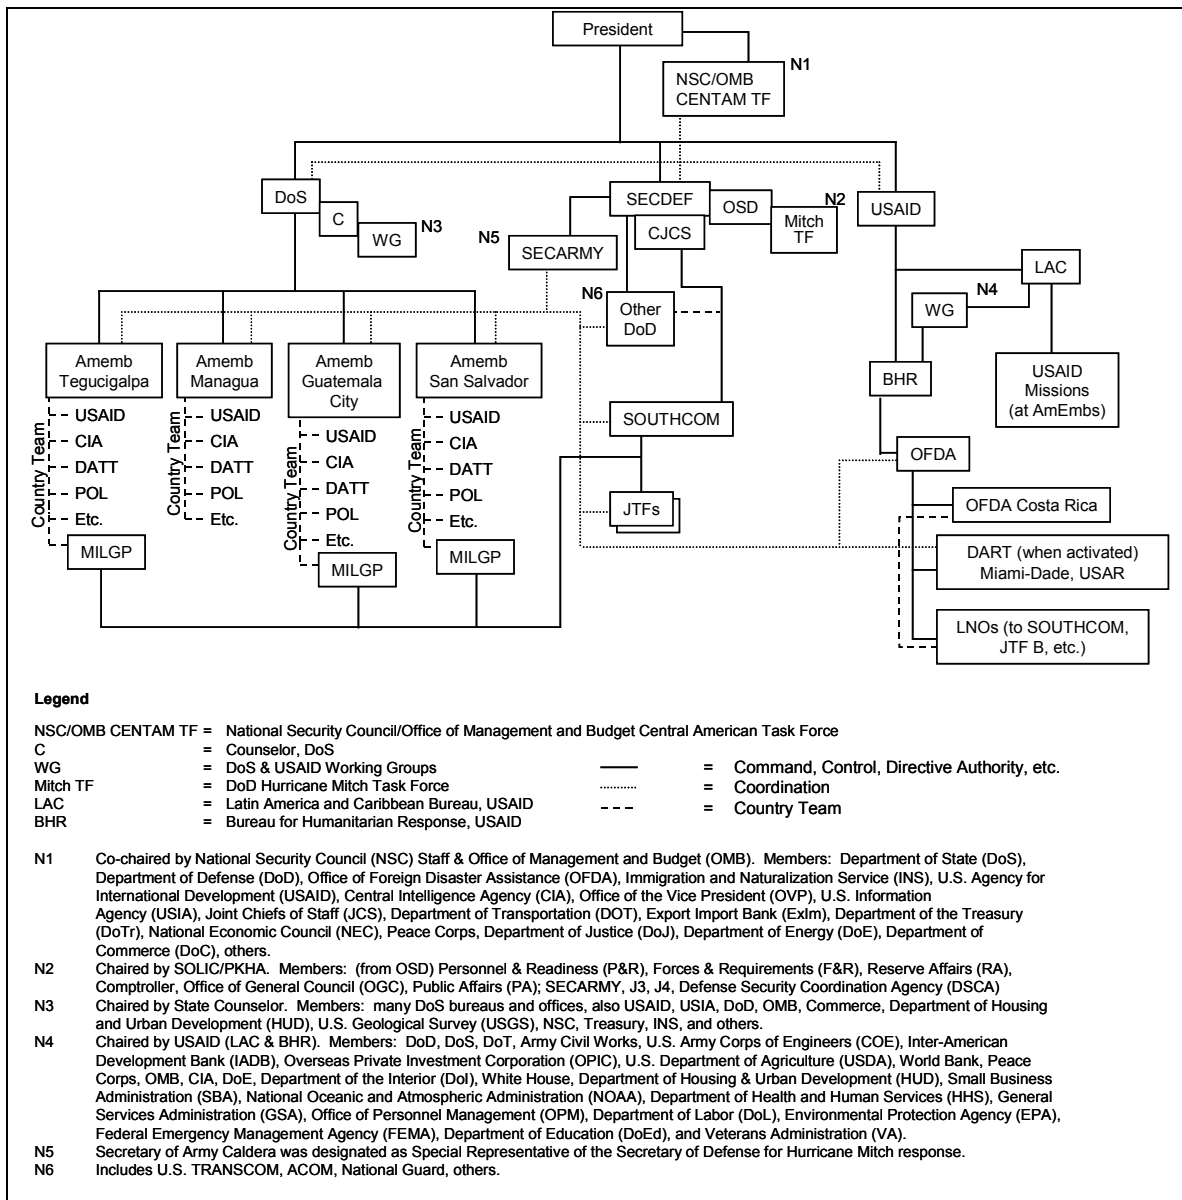 President
NSC/OMB
CENTAM TF
N1
DoS
C
WG
N3
SECDEF
OSD
N2
Mitch
TF
CJCS
USAID
N5
SECARMY
LAC
N6
Other
DoD
N4
WG
Amemb
Tegucigalpa
Amemb
Managua
Amemb
Guatemala
City
Amemb
San Salvador
BHR
USAID
Missions
(at AmEmbs)
Country Team
USAID
CIA
DATT
POL
Etc.
MILGP
Country Team
USAID
CIA
DATT
POL
Etc.
Country Team
USAID
CIA
DATT
POL
Etc.
MILGP
Country Team
USAID
CIA
DATT
POL
Etc.
MILGP
SOUTHCOM
JTFs
OFDA
OFDA Costa Rica
DART (when activated)
Miami-Dade, USAR
LNOs (to SOUTHCOM,
JTF B, etc.)
Legend
NSC/OMB CENTAM TF = National Security Council/Office of Management and Budget Central American Task Force
C = Counselor, DoS
WG = DoS & USAID Working Groups
Mitch TF = DoD Hurricane Mitch Task Force
LAC = Latin America and Caribbean Bureau, USAID
BHR = Bureau for Humanitarian Response, USAID
= Command, Control, Directive Authority, etc.
= Coordination
= Country Team
N1 Co-chaired by National Security Council (NSC) Staff & Office of Management and Budget (OMB). Members: Department of State (DoS),
Department of Defense (DoD), Office of Foreign Disaster Assistance (OFDA), Immigration and Naturalization Service (INS), U.S. Agency for
International Development (USAID), Central Intelligence Agency (CIA), Office of the Vice President (OVP), U.S. Information
Agency (USIA), Joint Chiefs of Staff (JCS), Department of Transportation (DOT), Export Import Bank (ExIm), Department of the Treasury
(DoTr), National Economic Council (NEC), Peace Corps, Department of Justice (DoJ), Department of Energy (DoE), Department of
Commerce (DoC), others.
N2 Chaired by SOLIC/PKHA. Members: (from OSD) Personnel & Readiness (P&R), Forces & Requirements (F&R), Reserve Affairs (RA),
Comptroller, Office of General Council (OGC), Public Affairs (PA); SECARMY, J3, J4, Defense Security Coordination Agency (DSCA)
N3 Chaired by State Counselor. Members: many DoS bureaus and offices, also USAID, USIA, DoD, OMB, Commerce, Department of Housing
and Urban Development (HUD), U.S. Geological Survey (USGS), NSC, Treasury, INS, and others.
N4 Chaired by USAID (LAC & BHR). Members: DoD, DoS, DoT, Army Civil Works, U.S. Army Corps of Engineers (COE), Inter-American
Development Bank (IADB), Overseas Private Investment Corporation (OPIC), U.S. Department of Agriculture (USDA), World Bank, Peace
Corps, OMB, CIA, DoE, Department of the Interior (DoI), White House, Department of Housing & Urban Development (HUD), Small Business
Administration (SBA), National Oceanic and Atmospheric Administration (NOAA), Department of Health and Human Services (HHS), General
Services Administration (GSA), Office of Personnel Management (OPM), Department of Labor (DoL), Environmental Protection Agency (EPA),
Federal Emergency Management Agency (FEMA), Department of Education (DoEd), and Veterans Administration (VA).
N5 Secretary of Army Caldera was designated as Special Representative of the Secretary of Defense for Hurricane Mitch response.
N6 Includes U.S. TRANSCOM, ACOM, National Guard, others.